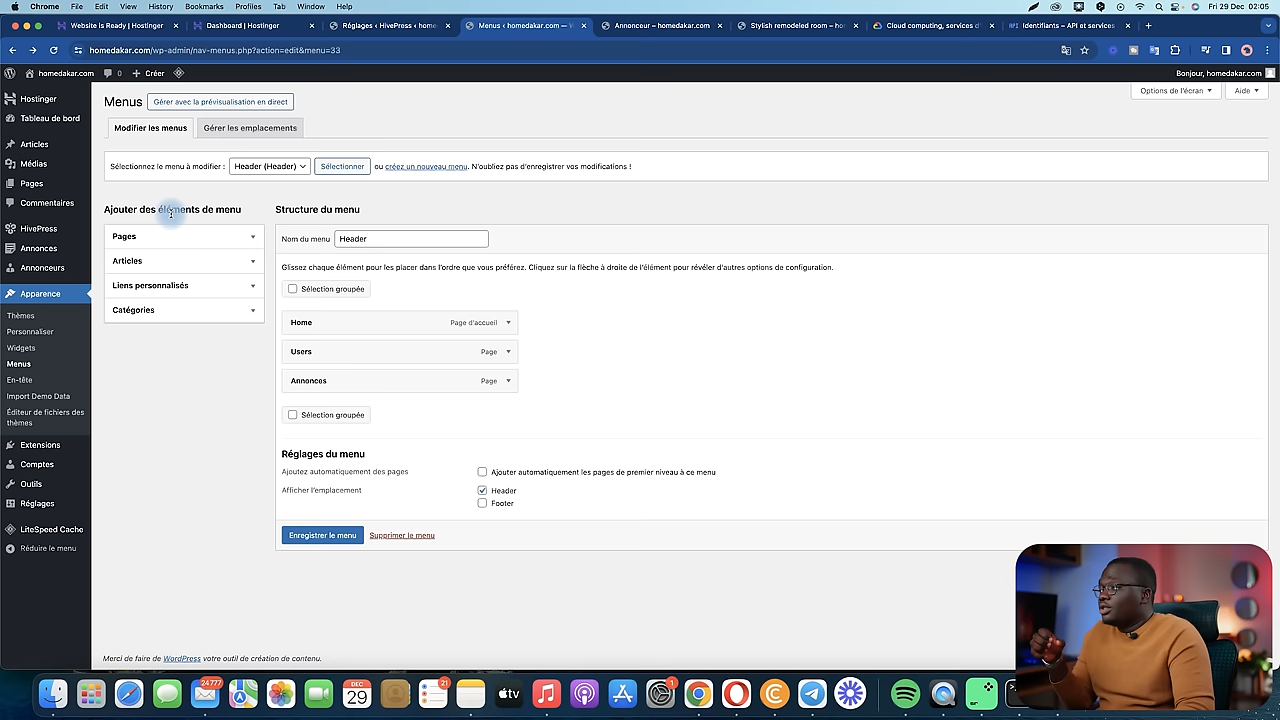 Chrome File Edit View History Bookmarks Profiles Tab Window Help Fri 29 Dec 02:05
Website Is Ready | Hostinger
Dashboard | Hostinger
Réglages ‹ HivePress ‹ home
Menus ‹ homedakar.com — W
Annonceur – homedakar.com
Stylish remodeled room – ho
Cloud computing, services d'
API Identifiants – API et services
homedakar.com/wp-admin/nav-menus.php?action=edit&menu=33
homedakar.com 0 Créer Bonjour, homedakar.com
Hostinger
Tableau de bord
Articles
Médias
Pages
Commentaires
HivePress
Annonces
Annonceurs
Apparence
Thèmes
Personnaliser
Widgets
Menus
En-tête
Import Demo Data
Éditeur de fichiers des
thèmes
Extensions
Comptes
Outils
Réglages
LiteSpeed Cache
Réduire le menu
Menus Gérer avec la prévisualisation en direct
Options de l'écran Aide
Modifier les menus Gérer les emplacements
Sélectionnez le menu à modifier : Header (Header) Sélectionner ou créez un nouveau menu. N'oubliez pas d'enregistrer vos modifications !
Ajouter des éléments de menu
Pages
Articles
Liens personnalisés
Catégories
Structure du menu
Nom du menu Header
Glissez chaque élément pour les placer dans l'ordre que vous préférez. Cliquez sur la flèche à droite de l'élément pour révéler d'autres options de configuration.
Sélection groupée
Home Page d'accueil
Users Page
Annonces Page
Sélection groupée
Réglages du menu
Ajoutez automatiquement des pages Ajouter automatiquement les pages de premier niveau à ce menu
Afficher l'emplacement Header
Footer
Enregistrer le menu Supprimer le menu
Merci de faire de WordPress votre outil de création de contenu.
24 777
DEC
29
21
tv
1